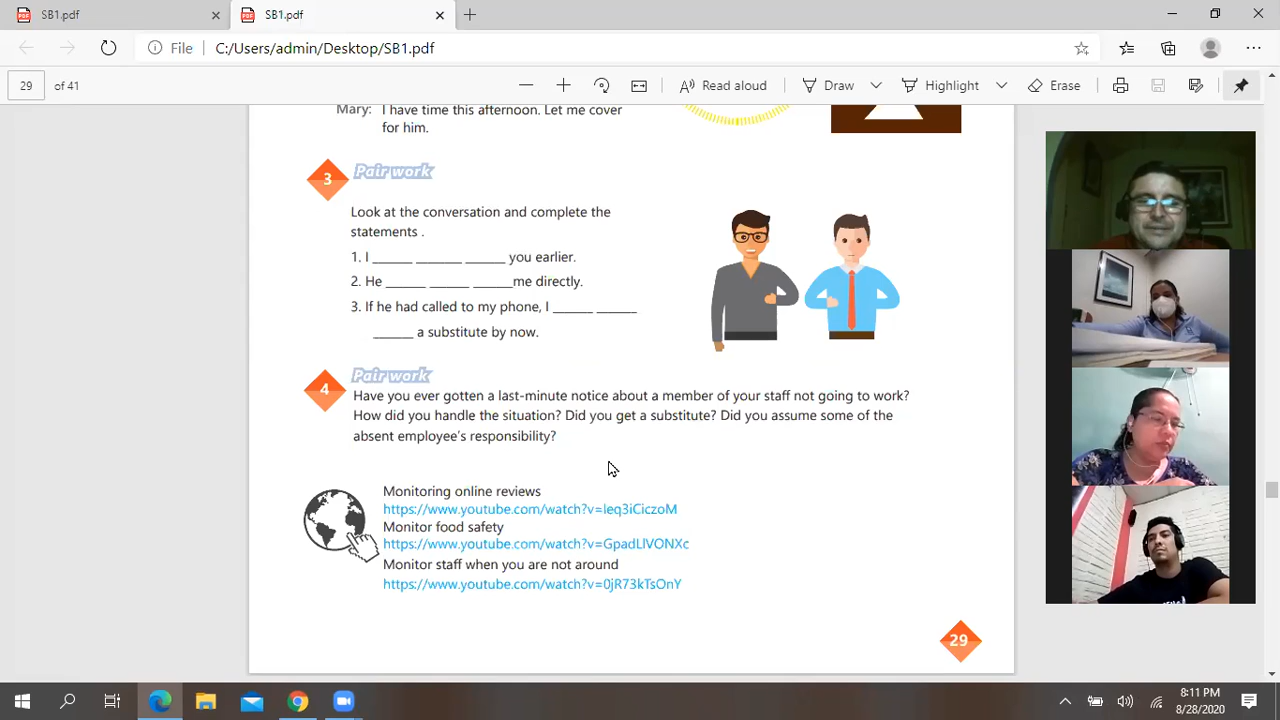 SB1.pdf
SB1.pdf
File
C:/Users/admin/Desktop/SB1.pdf
29 of 41
Read aloud
Draw
Highlight
Erase
Mary: I have time this afternoon. Let me cover
for him.
3 Pair work
Look at the conversation and complete the
statements .
1. I ______ _______ ______ you earlier.
2. He ______ ______ ______me directly.
3. If he had called to my phone, I ______ ______
______ a substitute by now.
4 Pair work
Have you ever gotten a last-minute notice about a member of your staff not going to work?
How did you handle the situation? Did you get a substitute? Did you assume some of the
absent employee's responsibility?
Monitoring online reviews
https://www.youtube.com/watch?v=Ieq3iCiczoM
Monitor food safety
https://www.youtube.com/watch?v=GpadLlVONXc
Monitor staff when you are not around
https://www.youtube.com/watch?v=0jR73kTsOnY
29
8:11 PM
8/28/2020